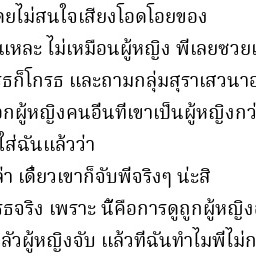 ยไม่สนใจเสียงโอดโอยของ
แหละ ไม่เหมือนผู้หญิง พี่เลยซวย
ธก็โกรธ และถามกลุ่มสุราเสวนา
กผู้หญิงคนอื่นที่เขาเป็นผู้หญิงกว่
ใส่ฉันแล้วว่า
า เดี๋ยวเขาก็จับพี่จริงๆ น่ะสิ
ธจริง เพราะ นี่คือการดูถูกผู้หญิง
ลัวผู้หญิงจับ แล้วทีฉันทำไมพี่ไม่ก